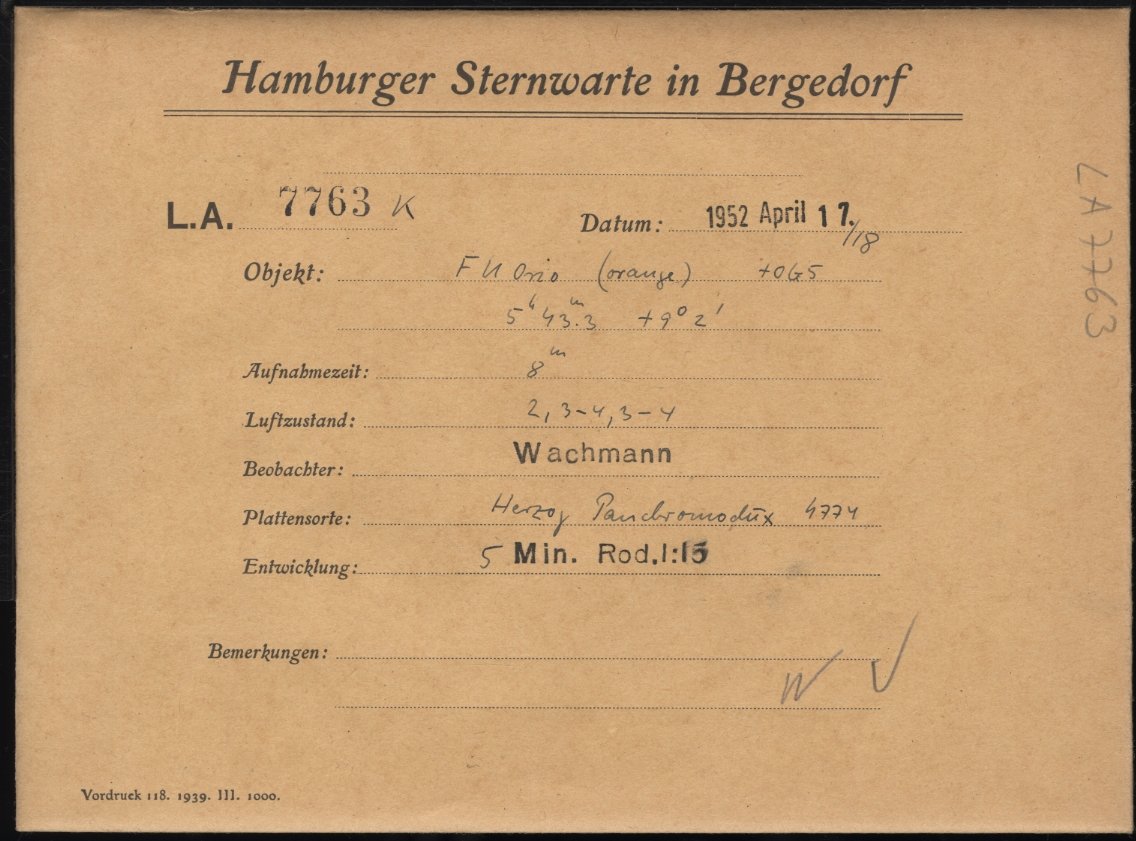 Hamburger Sternwarte in Bergedorf
L.A. 7763 K
Datum: 1952 April 17./18
Objekt: FU Orio (orange) +OG5
5ʰ 43ᵐ.3 +9° 2'
Aufnahmezeit: 8ᵐ
Luftzustand: 2, 3-4, 3-4
Beobachter: Wachmann
Plattensorte: Herzog Panchromodux 4774
Entwicklung: 5 Min. Rod. 1:15
Bemerkungen:
W
Vordruck 118. 1939. III. 1000.
LA 7763